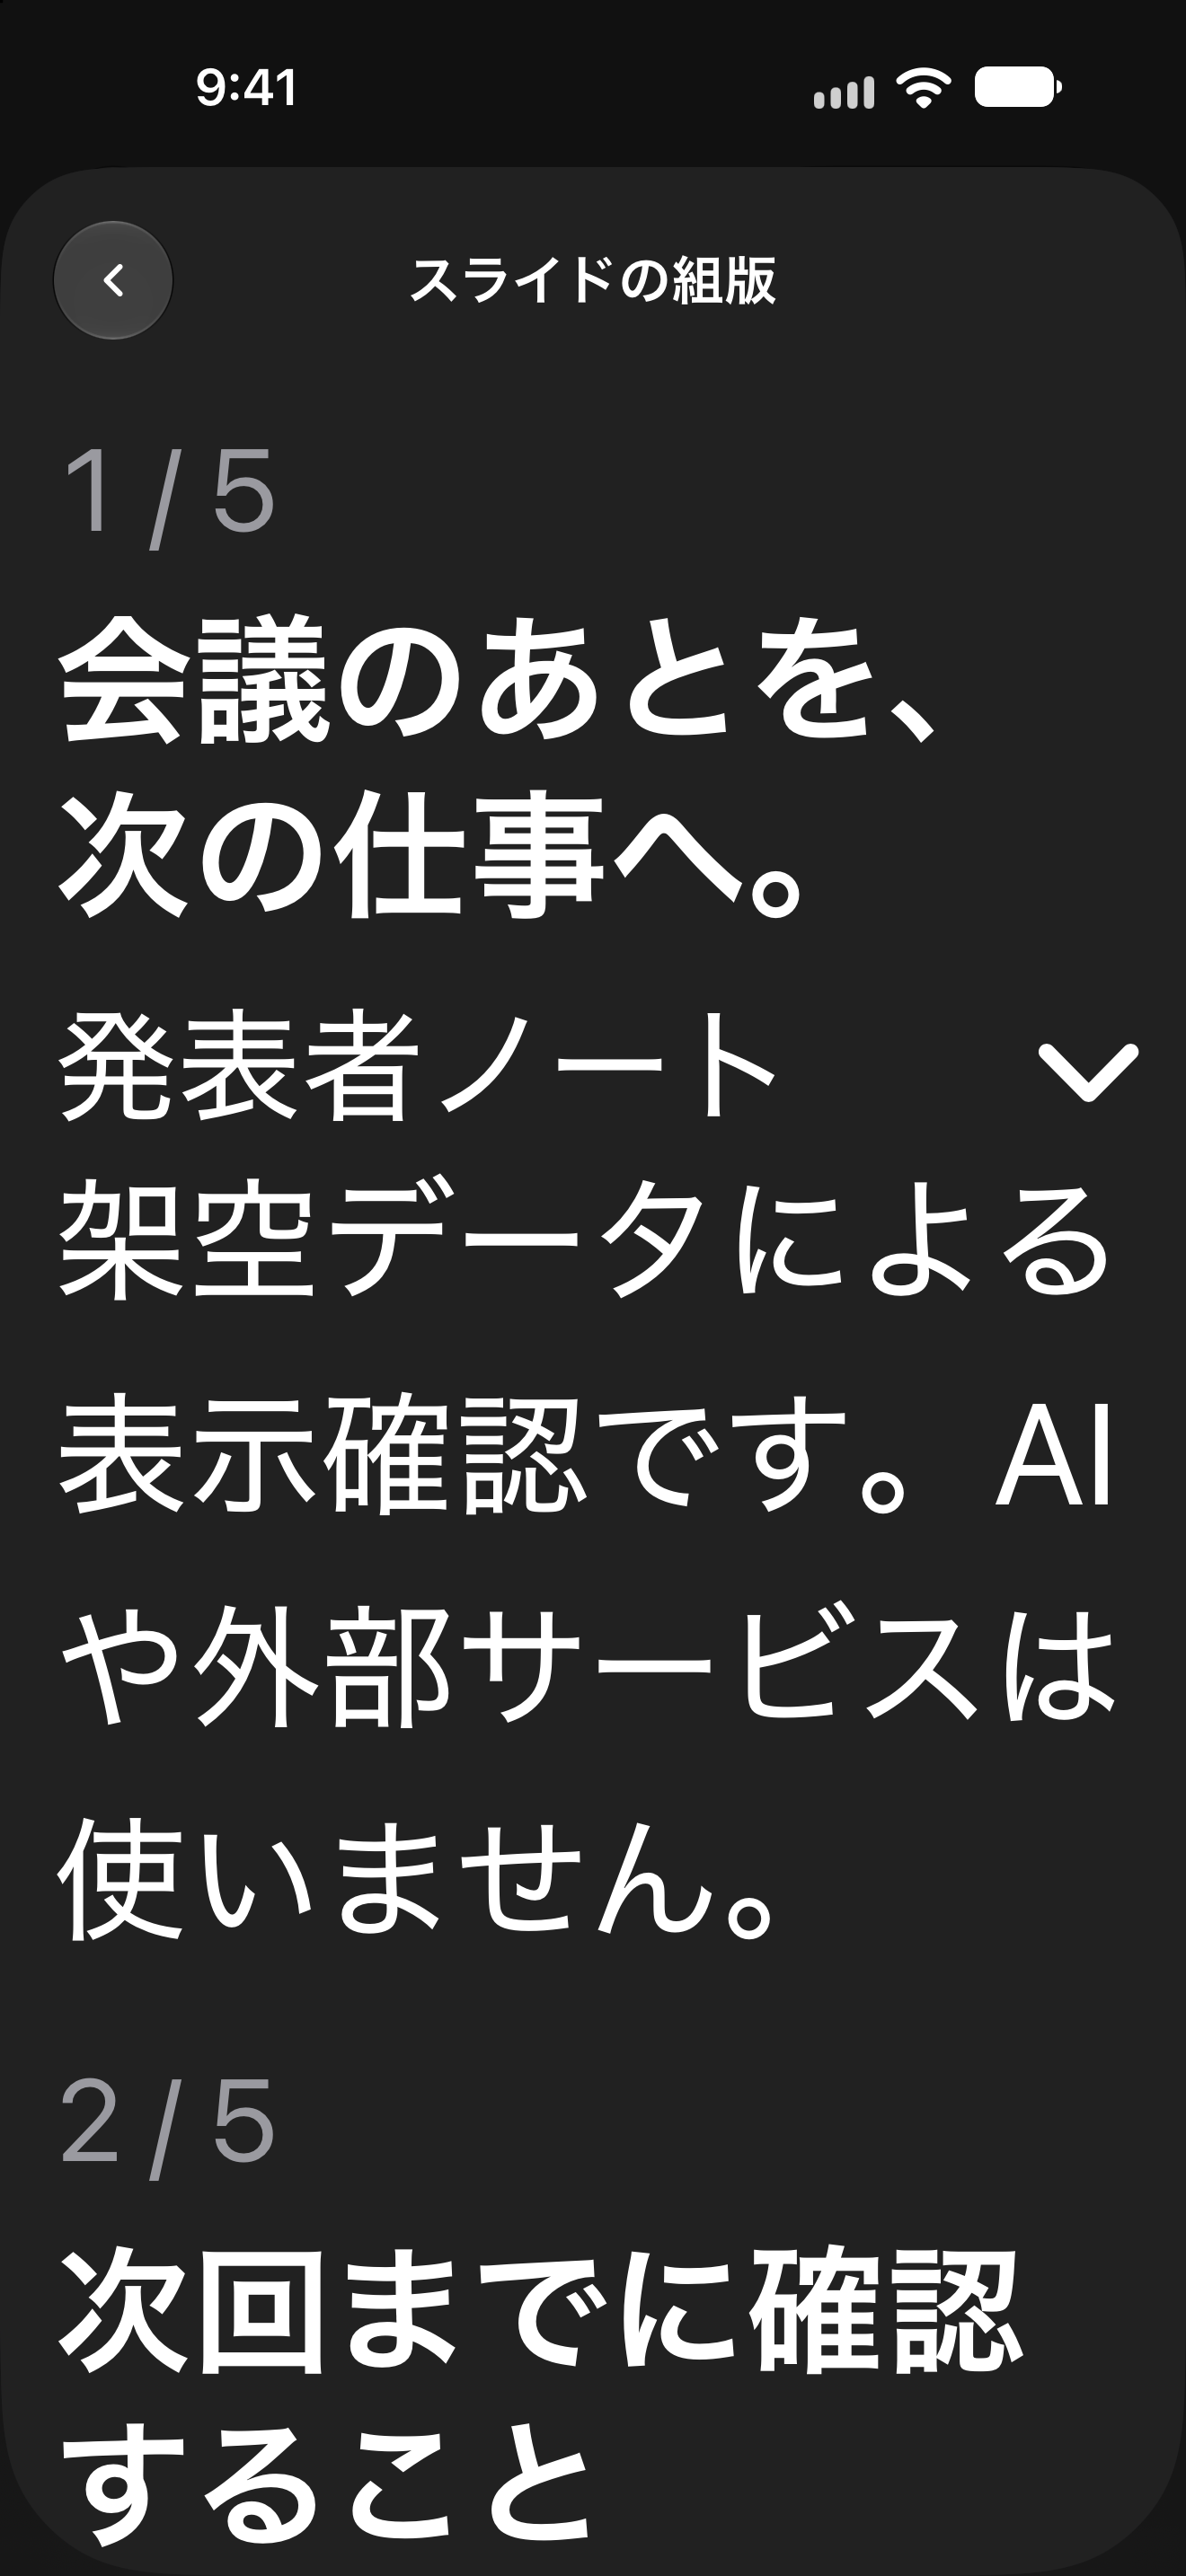 9:41
スライドの組版
1 / 5
会議のあとを、
次の仕事へ。
発表者ノート
架空データによる
表示確認です。AI
や外部サービスは
使いません。
2 / 5
次回までに確認
すること